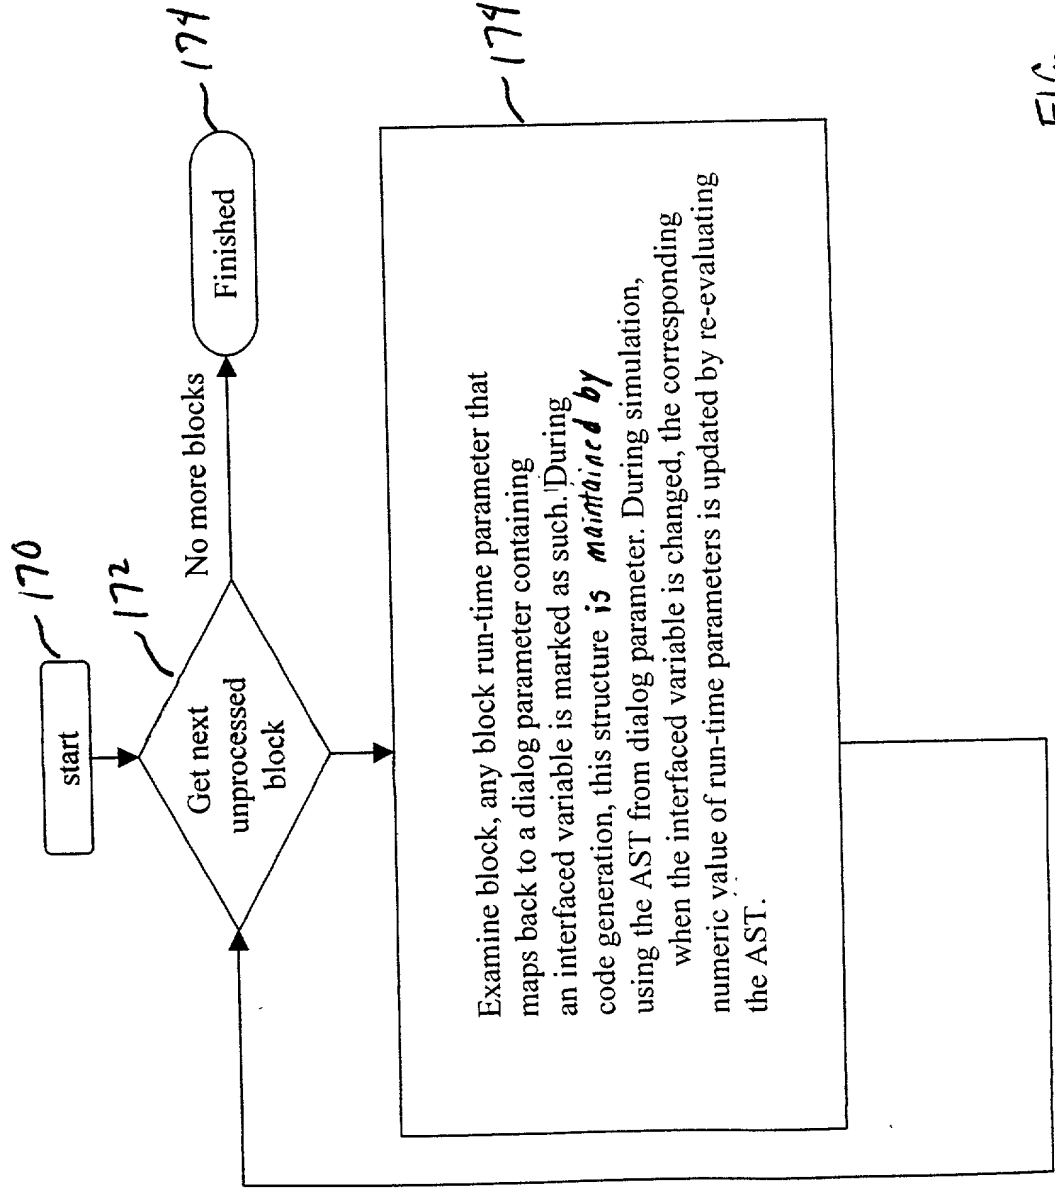 170
start
172
Get next
unprocessed
block
No more blocks
Finished
174
174
Examine block, any block run-time parameter that
maps back to a dialog parameter containing
an interfaced variable is marked as such. During
code generation, this structure is maintained by
using the AST from dialog parameter. During simulation,
when the interfaced variable is changed, the corresponding
numeric value of run-time parameters is updated by re-evaluating
the AST.